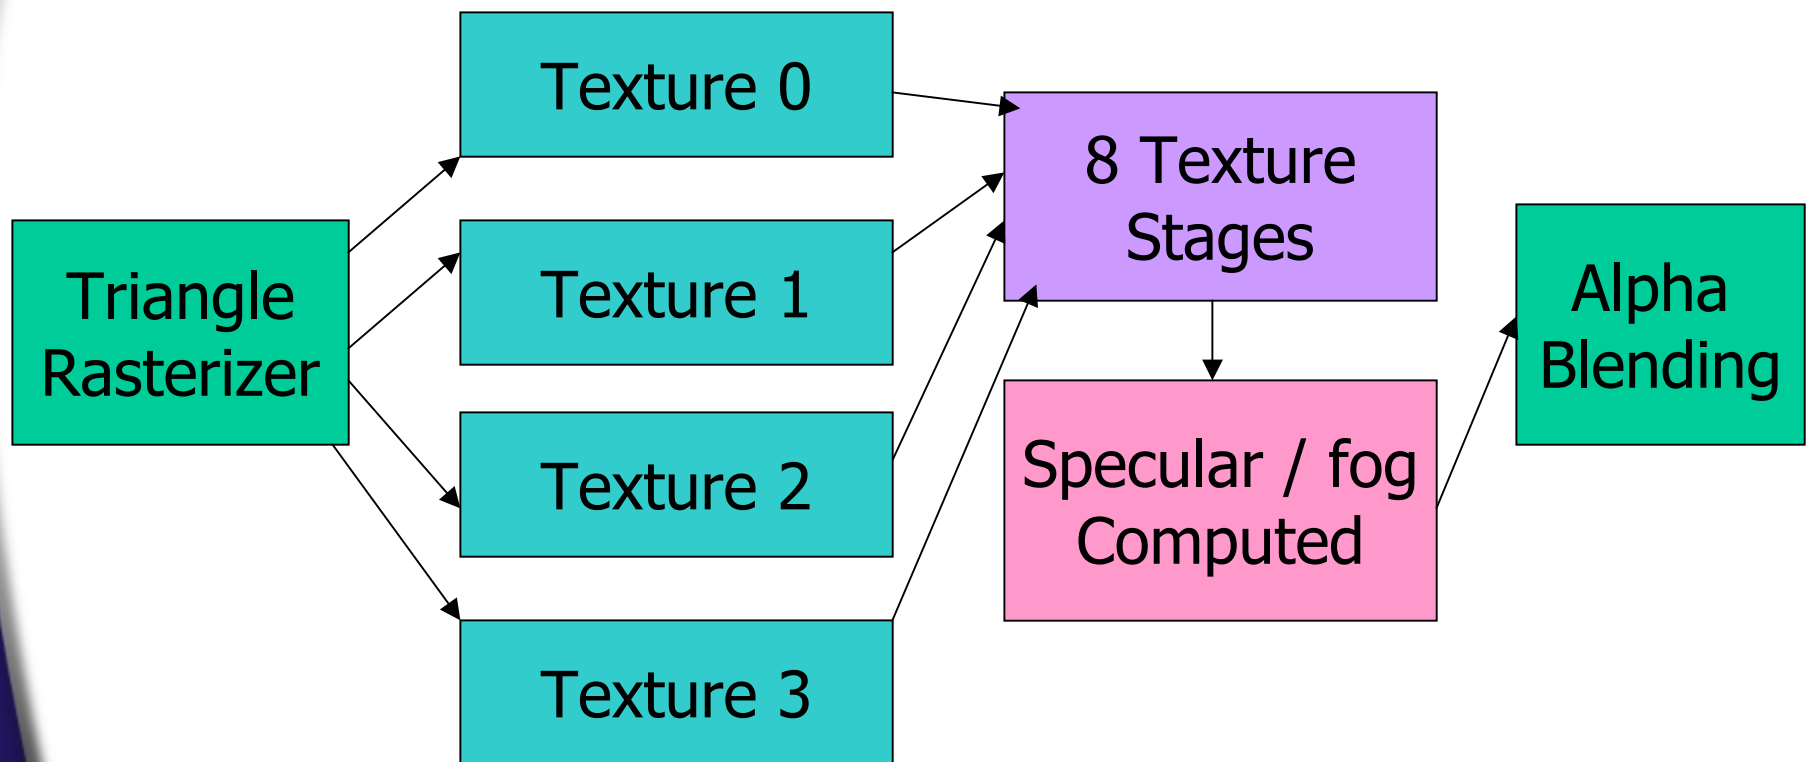 Triangle
Rasterizer
Texture 0
Texture 1
Texture 2
Texture 3
8 Texture
Stages
Specular / fog
Computed
Alpha
Blending